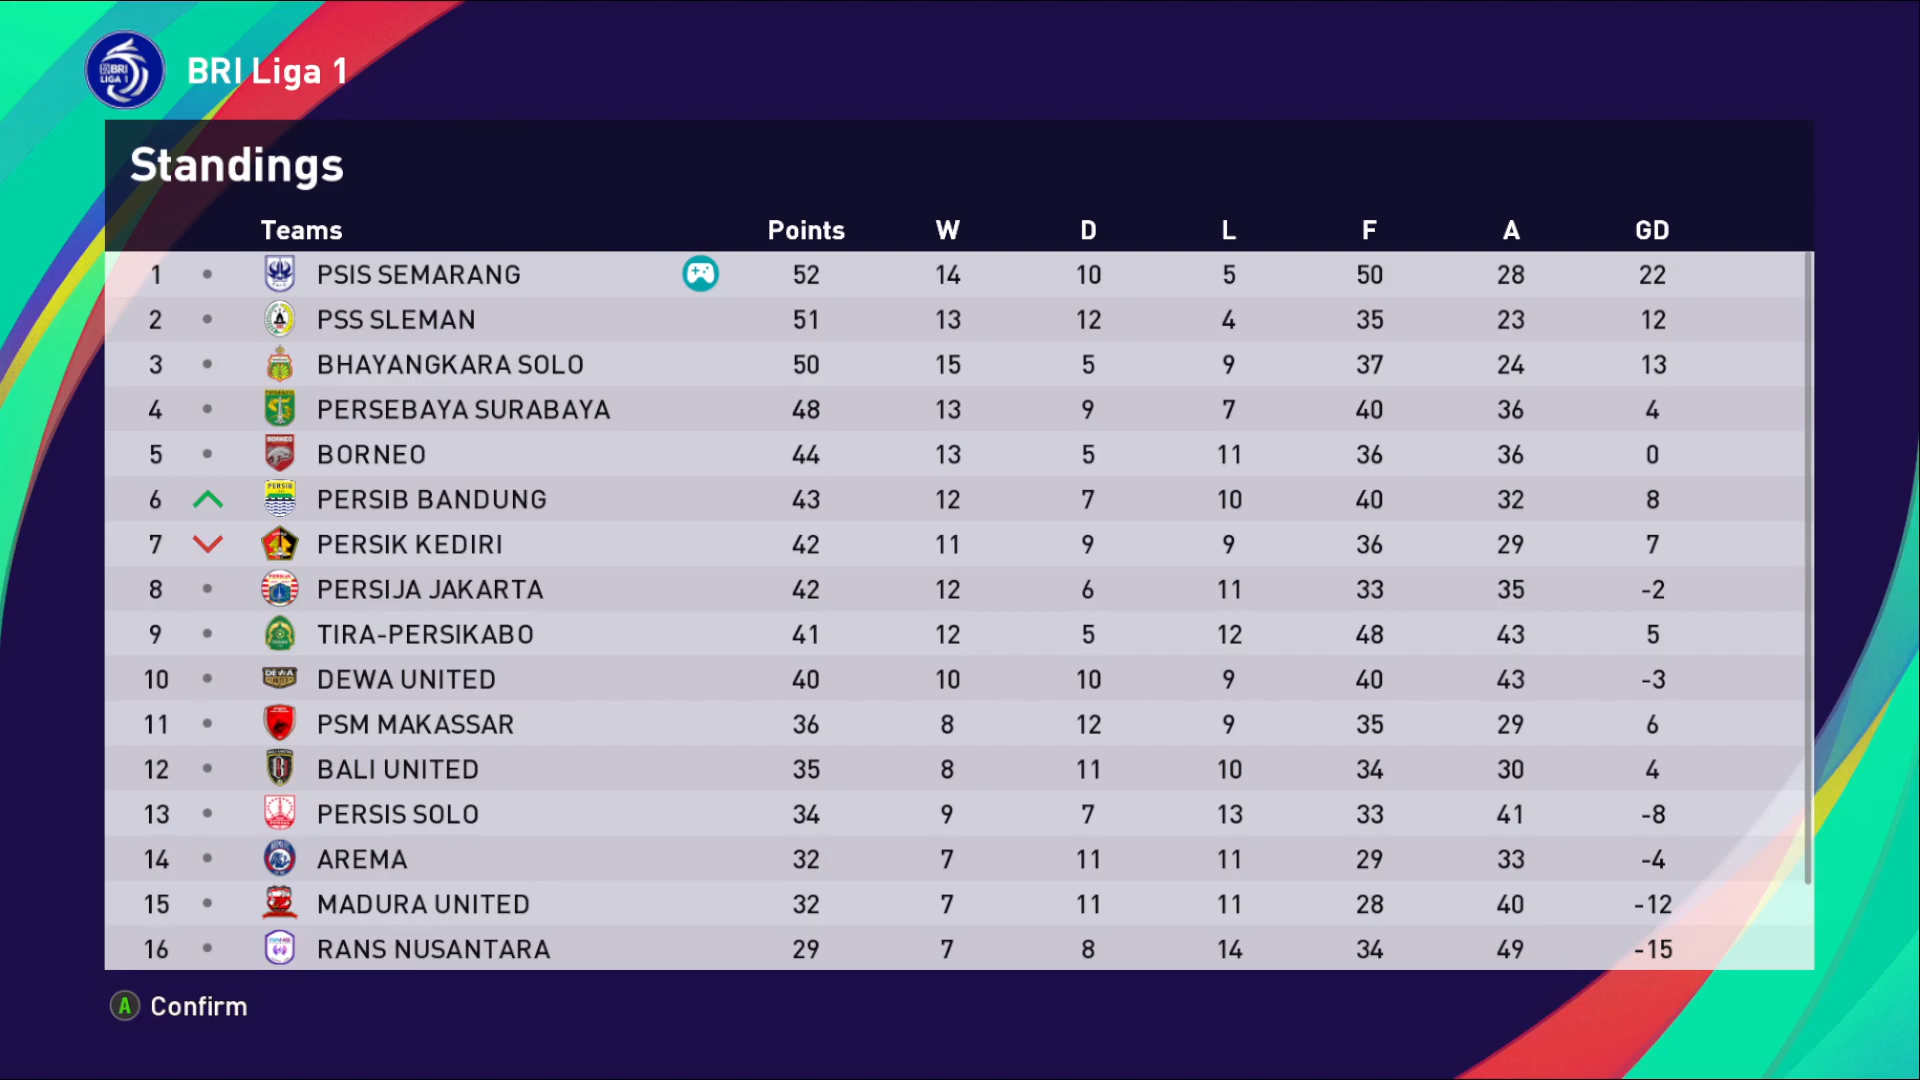 BRI LIGA 1
BRI Liga 1
Standings
Teams Points W D L F A GD
1 PSIS SEMARANG 52 14 10 5 50 28 22
2 PSS SLEMAN 51 13 12 4 35 23 12
3 BHAYANGKARA SOLO 50 15 5 9 37 24 13
4 PERSEBAYA SURABAYA 48 13 9 7 40 36 4
5 BORNEO 44 13 5 11 36 36 0
6 PERSIB BANDUNG 43 12 7 10 40 32 8
7 PERSIK KEDIRI 42 11 9 9 36 29 7
8 PERSIJA JAKARTA 42 12 6 11 33 35 -2
9 TIRA-PERSIKABO 41 12 5 12 48 43 5
10 DEWA UNITED 40 10 10 9 40 43 -3
11 PSM MAKASSAR 36 8 12 9 35 29 6
12 BALI UNITED 35 8 11 10 34 30 4
13 PERSIS SOLO 34 9 7 13 33 41 -8
14 AREMA 32 7 11 11 29 33 -4
15 MADURA UNITED 32 7 11 11 28 40 -12
16 RANS NUSANTARA 29 7 8 14 34 49 -15
A Confirm